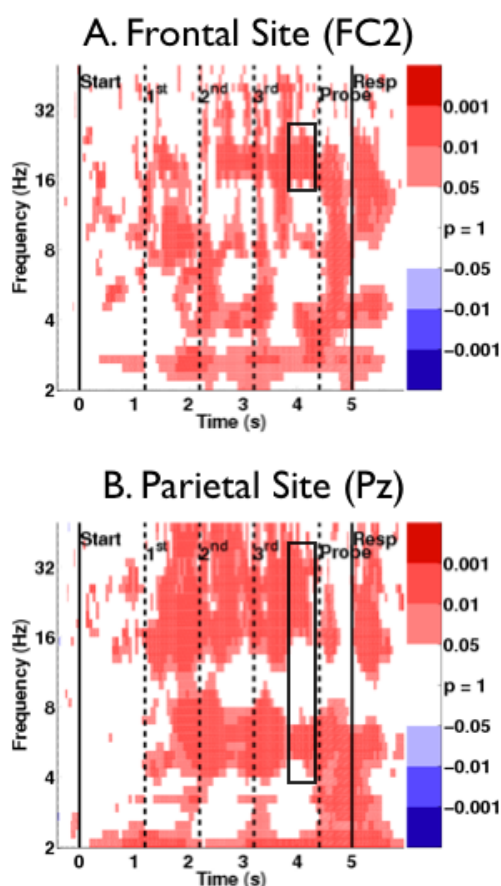 A. Frontal Site (FC2)
Start
1st
2nd
3rd
Probe
Resp
32
16
8
4
2
Frequency (Hz)
0 1 2 3 4 5
Time (s)
0.001
0.01
0.05
p = 1
−0.05
−0.01
−0.001
B. Parietal Site (Pz)
Start
1st
2nd
3rd
Probe
Resp
32
16
8
4
2
Frequency (Hz)
0 1 2 3 4 5
Time (s)
0.001
0.01
0.05
p = 1
−0.05
−0.01
−0.001